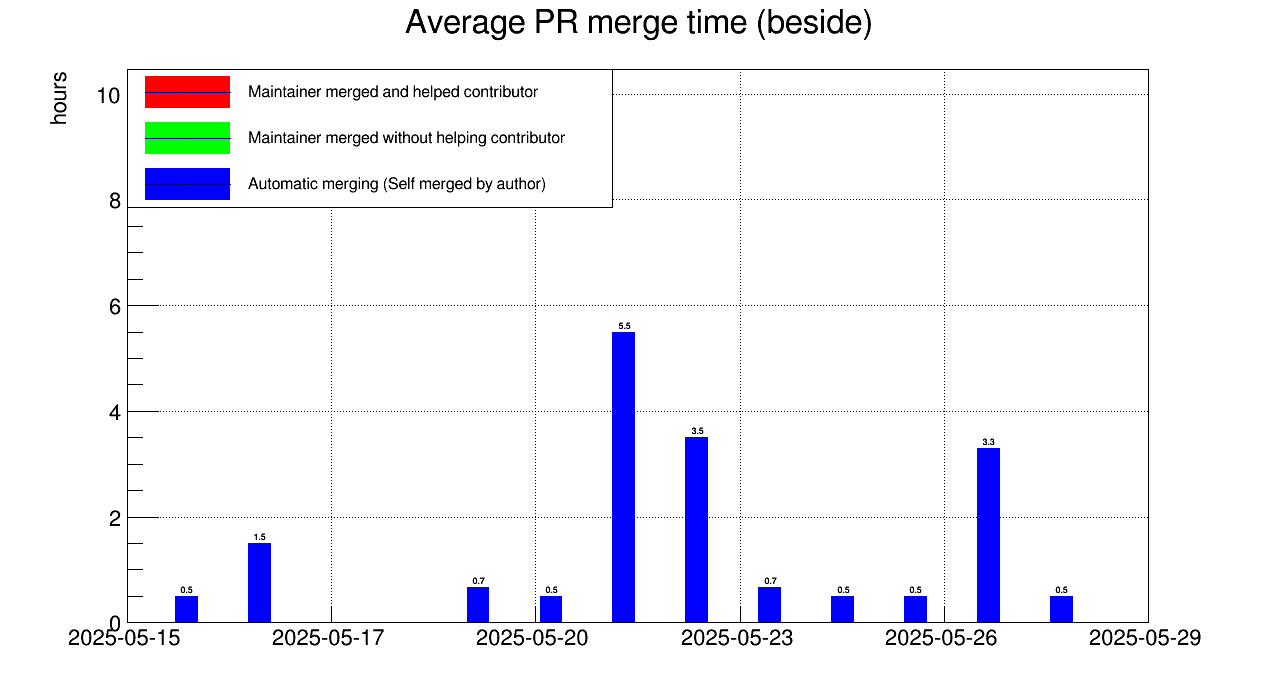 Average PR merge time (beside)
hours
Maintainer merged and helped contributor
Maintainer merged without helping contributor
Automatic merging (Self merged by author)
10
8
6
4
2
0
0.5
1.5
0.7
0.5
5.5
3.5
0.7
0.5
0.5
3.3
0.5
2025-05-15 2025-05-17 2025-05-20 2025-05-23 2025-05-26 2025-05-29